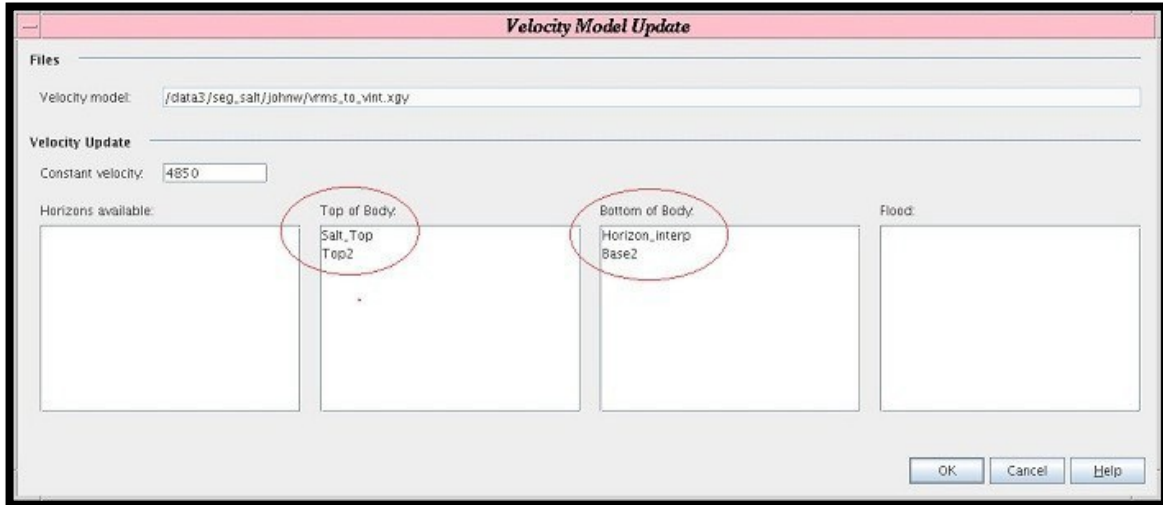 Velocity Model Update
Files
Velocity model: /data3/seg_salt/johnw/vrms_to_vint.xgy
Velocity Update
Constant velocity: 4850
Horizons available: Top of Body: Bottom of Body: Flood:
Salt_Top Horizon_interp
Top2 Base2
OK Cancel Help